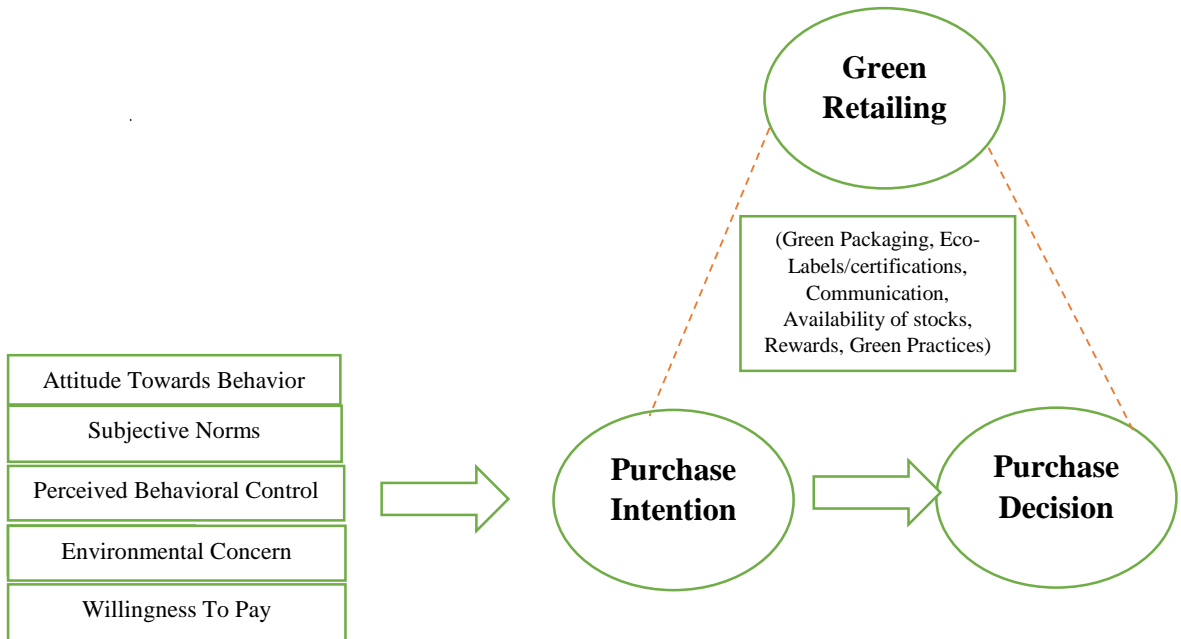 Green
Retailing
(Green Packaging, Eco-
Labels/certifications,
Communication,
Availability of stocks,
Rewards, Green Practices)
Attitude Towards Behavior
Subjective Norms
Perceived Behavioral Control
Environmental Concern
Willingness To Pay
Purchase
Intention
Purchase
Decision